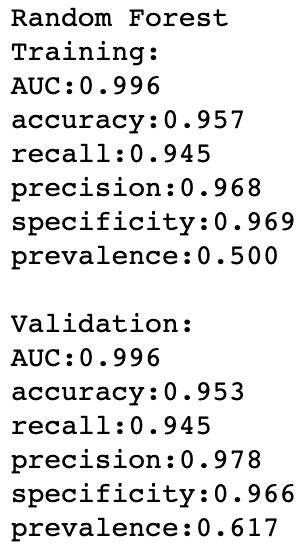 Random Forest
Training:
AUC:0.996
accuracy:0.957
recall:0.945
precision:0.968
specificity:0.969
prevalence:0.500
Validation:
AUC:0.996
accuracy:0.953
recall:0.945
precision:0.978
specificity:0.966
prevalence:0.617